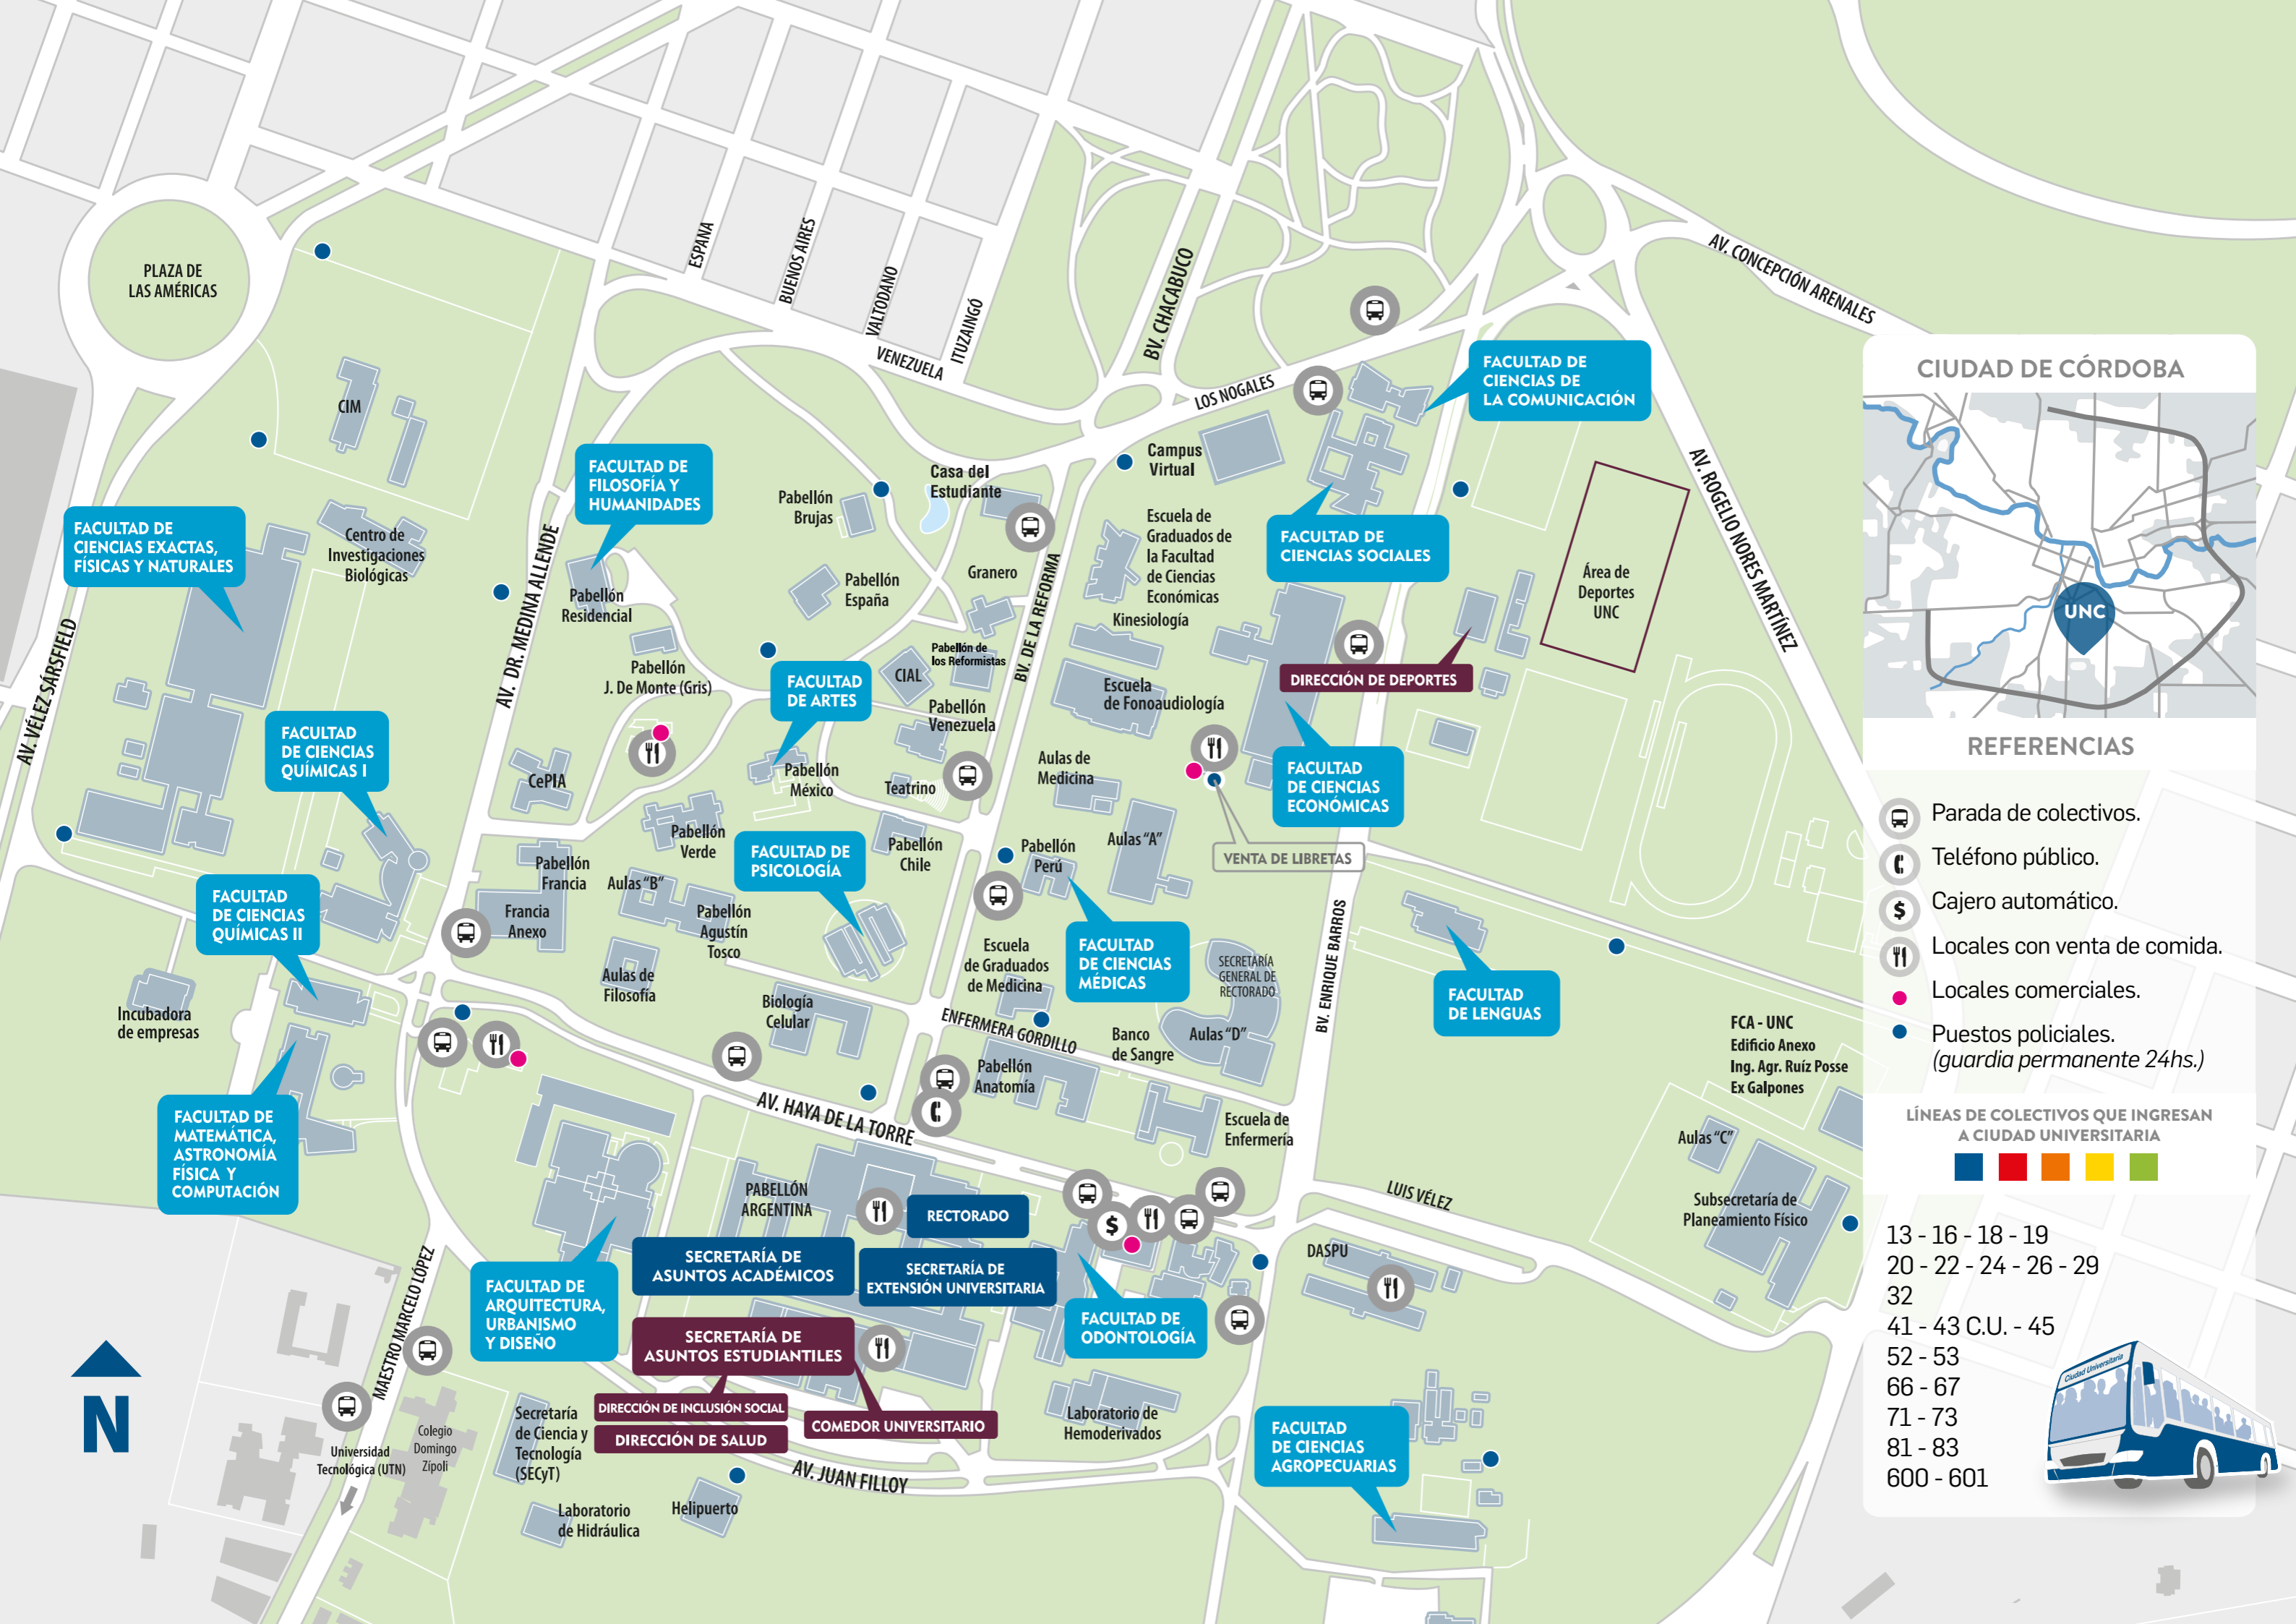 PLAZA DE
LAS AMÉRICAS
ESPANA
BUENOS AIRES
VALTODANO
ITUZAINGÓ
VENEZUELA
BV. CHACABUCO
LOS NOGALES
AV. CONCEPCIÓN ARENALES
AV. ROGELIO NORES MARTÍNEZ
CIM
FACULTAD DE
CIENCIAS DE
LA COMUNICACIÓN
FACULTAD DE
FILOSOFÍA Y
HUMANIDADES
Pabellón
Brujas
Casa del
Estudiante
Campus
Virtual
FACULTAD DE
CIENCIAS EXACTAS,
FÍSICAS Y NATURALES
Centro de
Investigaciones
Biológicas
AV. DR. MEDINA ALLENDE
AV. VÉLEZ SÁRSFIELD
Pabellón
Residencial
Pabellón
España
Granero
BV. DE LA REFORMA
Escuela de
Graduados de
la Facultad
de Ciencias
Económicas
Kinesiología
FACULTAD DE
CIENCIAS SOCIALES
Área de
Deportes
UNC
Pabellón
J. De Monte (Gris)
FACULTAD
DE ARTES
CIAL
Pabellón de
los Reformistas
Pabellón
Venezuela
Escuela
de Fonoaudiología
DIRECCIÓN DE DEPORTES
FACULTAD
DE CIENCIAS
QUÍMICAS I
CePIA
Pabellón
México
Teatrino
Aulas de
Medicina
FACULTAD
DE CIENCIAS
ECONÓMICAS
VENTA DE LIBRETAS
Pabellón
Verde
FACULTAD DE
PSICOLOGÍA
Pabellón
Chile
Pabellón
Perú
Aulas “A”
Pabellón
Francia
Aulas “B”
Francia
Anexo
Pabellón
Agustín
Tosco
FACULTAD
DE CIENCIAS
QUÍMICAS II
Escuela
de Graduados
de Medicina
FACULTAD
DE CIENCIAS
MÉDICAS
SECRETARÍA
GENERAL DE
RECTORADO
BV. ENRIQUE BARROS
FACULTAD
DE LENGUAS
Aulas de
Filosofía
Incubadora
de empresas
Biología
Celular
ENFERMERA GORDILLO
Banco
de Sangre
Aulas “D”
FCA - UNC
Edificio Anexo
Ing. Agr. Ruíz Posse
Ex Galpones
Pabellón
Anatomía
AV. HAYA DE LA TORRE
Escuela de
Enfermería
Aulas “C”
FACULTAD DE
MATEMÁTICA,
ASTRONOMÍA
FÍSICA Y
COMPUTACIÓN
PABELLÓN
ARGENTINA
RECTORADO
LUIS VÉLEZ
Subsecretaría de
Planeamiento Físico
SECRETARÍA DE
ASUNTOS ACADÉMICOS
SECRETARÍA DE
EXTENSIÓN UNIVERSITARIA
DASPU
MAESTRO MARCELO LÓPEZ
FACULTAD DE
ARQUITECTURA,
URBANISMO
Y DISEÑO
SECRETARÍA DE
ASUNTOS ESTUDIANTILES
FACULTAD DE
ODONTOLOGÍA
DIRECCIÓN DE INCLUSIÓN SOCIAL
DIRECCIÓN DE SALUD
COMEDOR UNIVERSITARIO
Laboratorio de
Hemoderivados
FACULTAD
DE CIENCIAS
AGROPECUARIAS
N
Universidad
Tecnológica (UTN)
Colegio
Domingo
Zípoli
Secretaría
de Ciencia y
Tecnología
(SECyT)
AV. JUAN FILLOY
Laboratorio
de Hidráulica
Helipuerto
$
CIUDAD DE CÓRDOBA
UNC
REFERENCIAS
Parada de colectivos.
Teléfono público.
$ Cajero automático.
Locales con venta de comida.
Locales comerciales.
Puestos policiales.
(guardia permanente 24hs.)
LÍNEAS DE COLECTIVOS QUE INGRESAN
A CIUDAD UNIVERSITARIA
13 - 16 - 18 - 19
20 - 22 - 24 - 26 - 29
32
41 - 43 C.U. - 45
52 - 53
66 - 67
71 - 73
81 - 83
600 - 601
Ciudad Universitaria